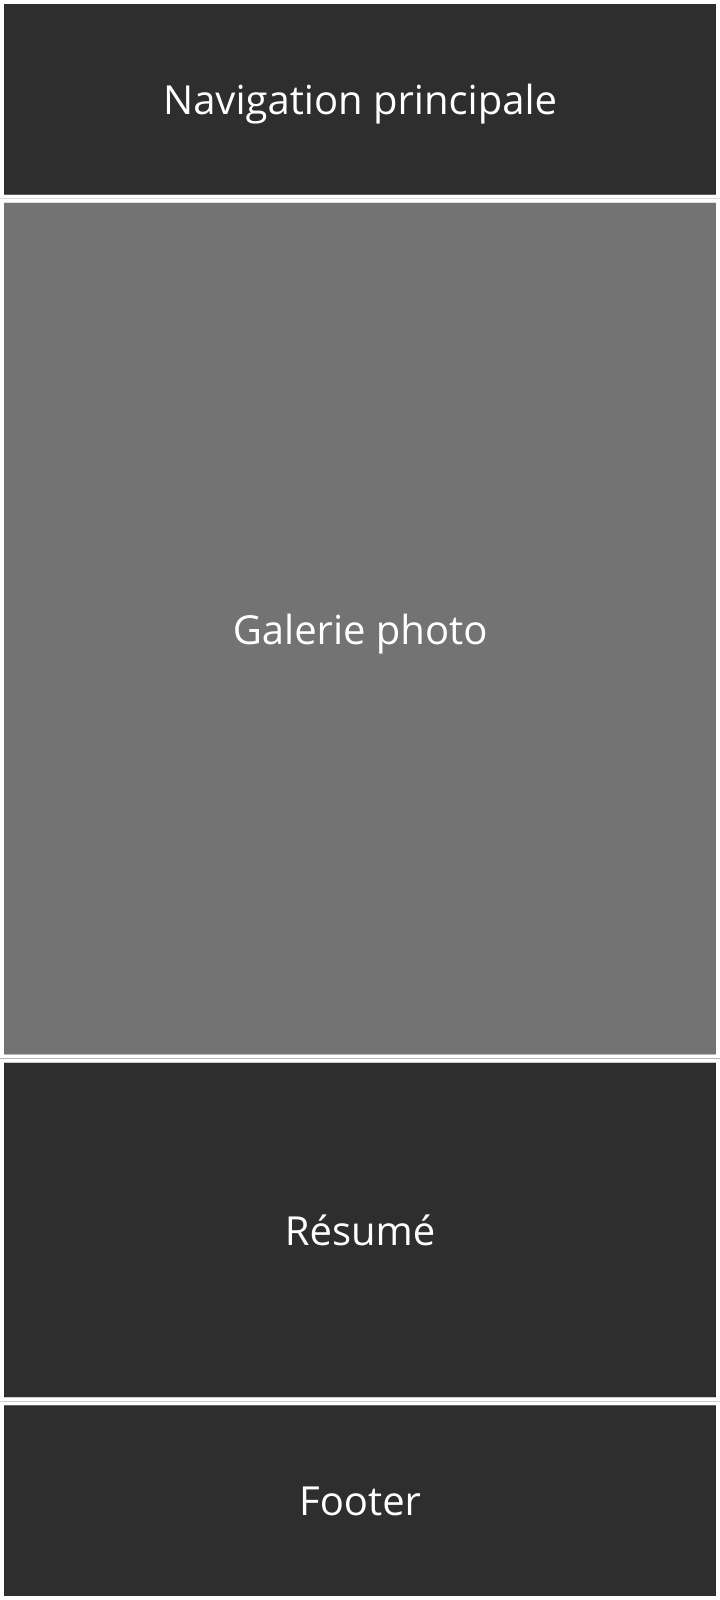 Navigation principale
Galerie photo
Résumé
Footer